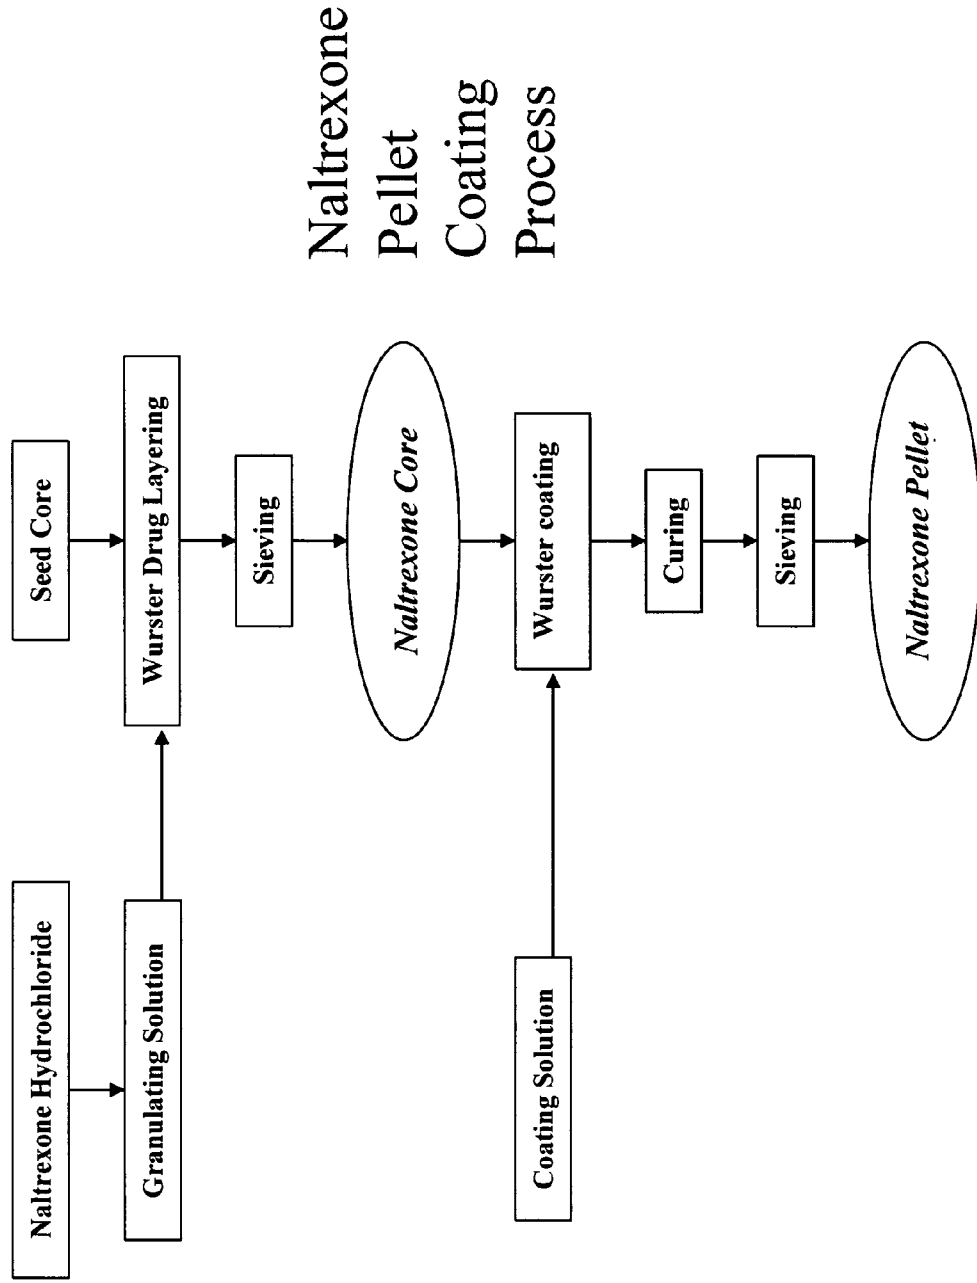 Naltrexone
Pellet
Coating
Process
Naltrexone Hydrochloride
Seed Core
Granulating Solution
Wurster Drug Layering
Sieving
Naltrexone Core
Coating Solution
Wurster coating
Curing
Sieving
Naltrexone Pellet